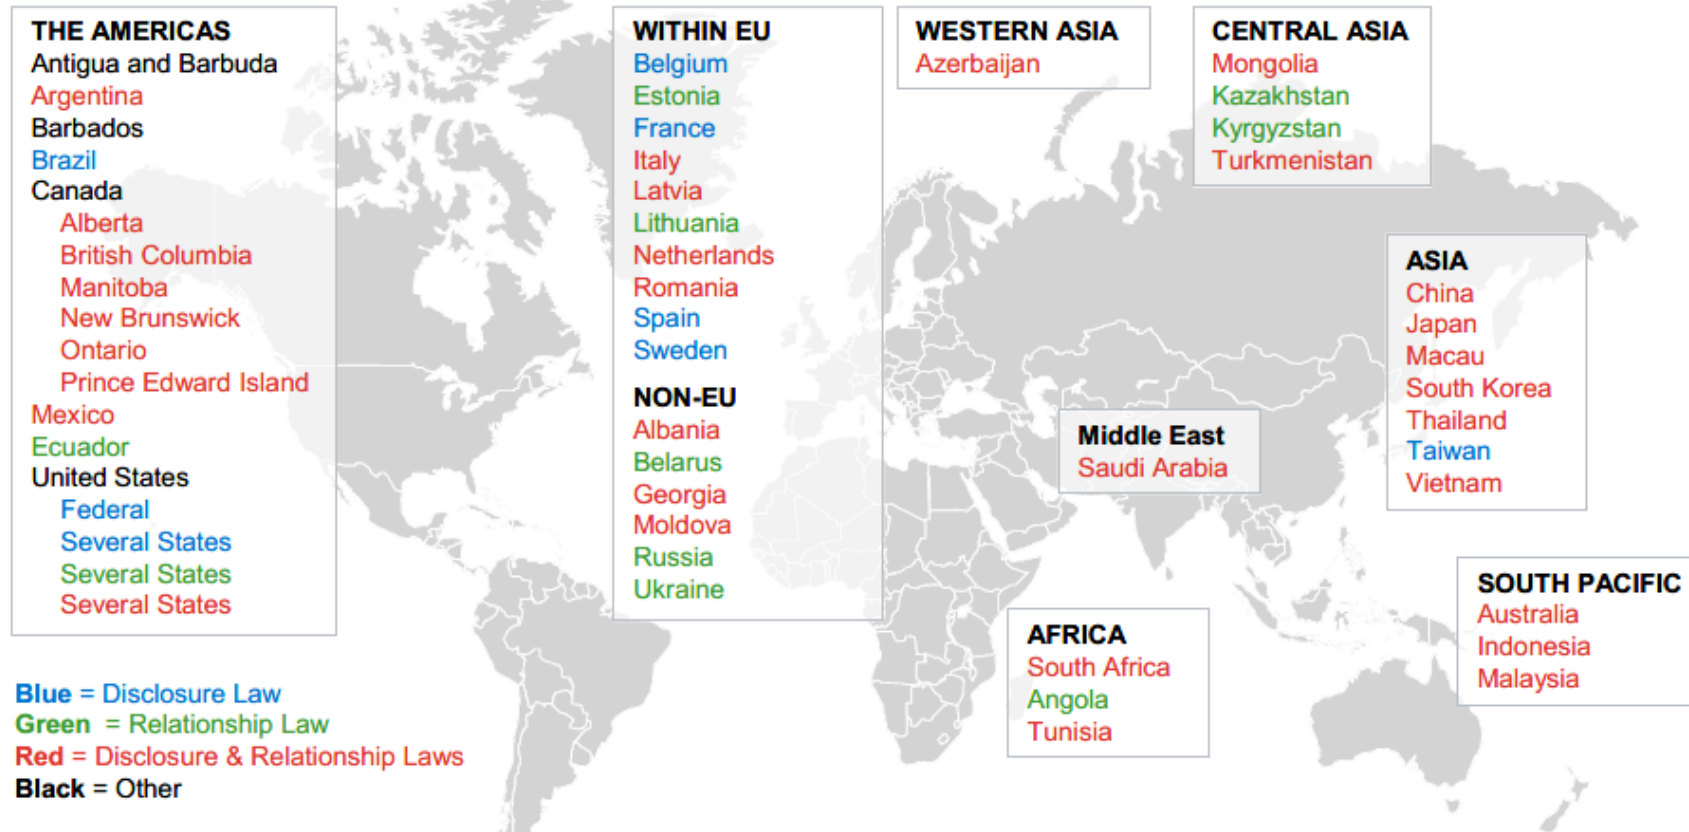 THE AMERICAS
Antigua and Barbuda
Argentina
Barbados
Brazil
Canada
Alberta
British Columbia
Manitoba
New Brunswick
Ontario
Prince Edward Island
Mexico
Ecuador
United States
Federal
Several States
Several States
Several States
WITHIN EU
Belgium
Estonia
France
Italy
Latvia
Lithuania
Netherlands
Romania
Spain
Sweden
NON-EU
Albania
Belarus
Georgia
Moldova
Russia
Ukraine
WESTERN ASIA
Azerbaijan
CENTRAL ASIA
Mongolia
Kazakhstan
Kyrgyzstan
Turkmenistan
ASIA
China
Japan
Macau
South Korea
Thailand
Taiwan
Vietnam
Middle East
Saudi Arabia
AFRICA
South Africa
Angola
Tunisia
SOUTH PACIFIC
Australia
Indonesia
Malaysia
Blue = Disclosure Law
Green = Relationship Law
Red = Disclosure & Relationship Laws
Black = Other